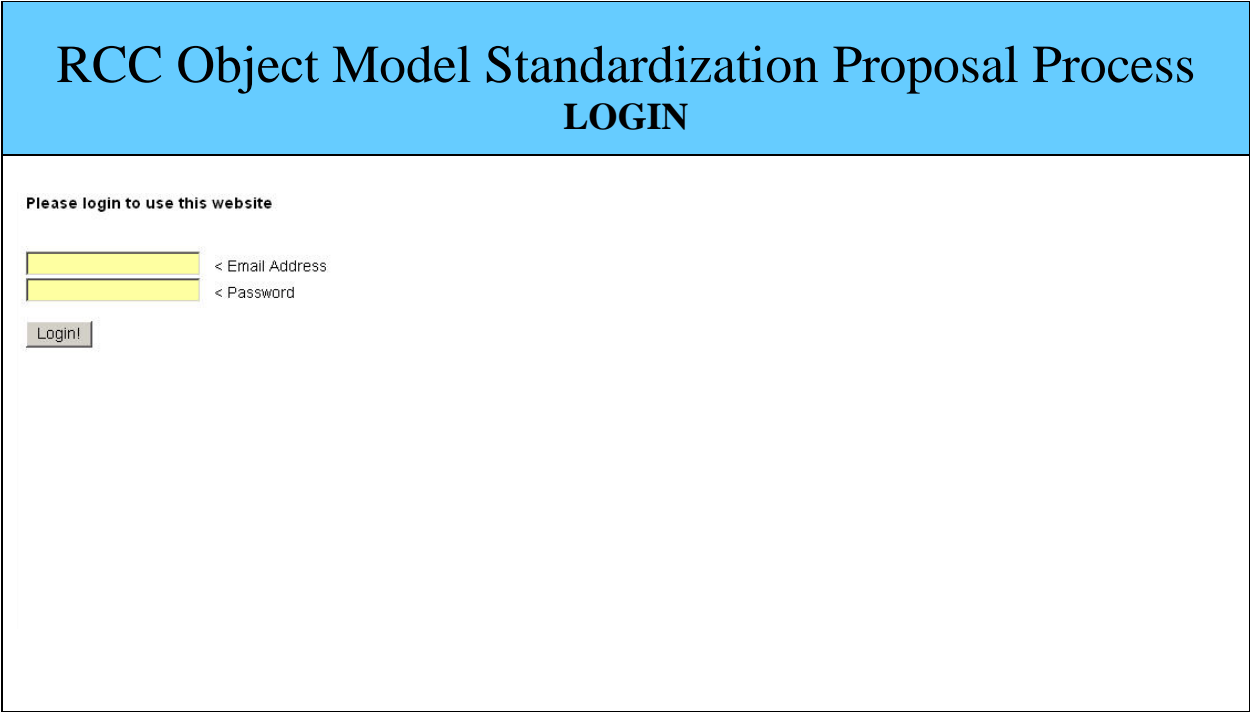 RCC Object Model Standardization Proposal Process
LOGIN
Please login to use this website
< Email Address
< Password
Login!